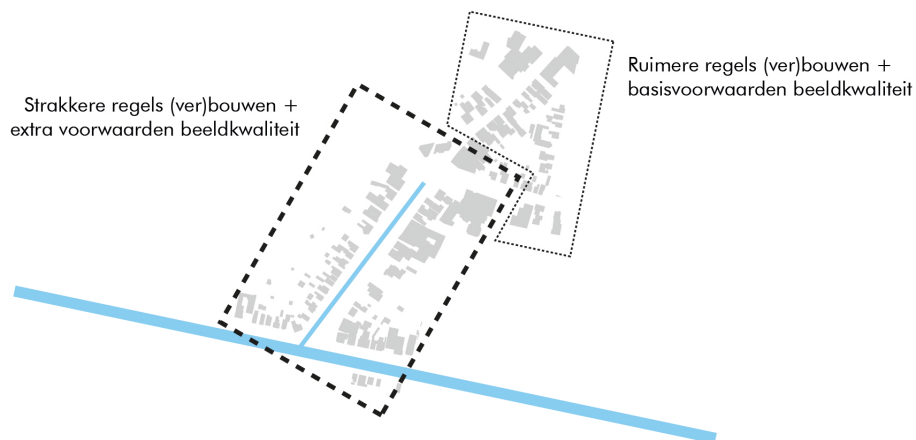 Strakkere regels (ver)bouwen +
extra voorwaarden beeldkwaliteit
Ruimere regels (ver)bouwen +
basisvoorwaarden beeldkwaliteit